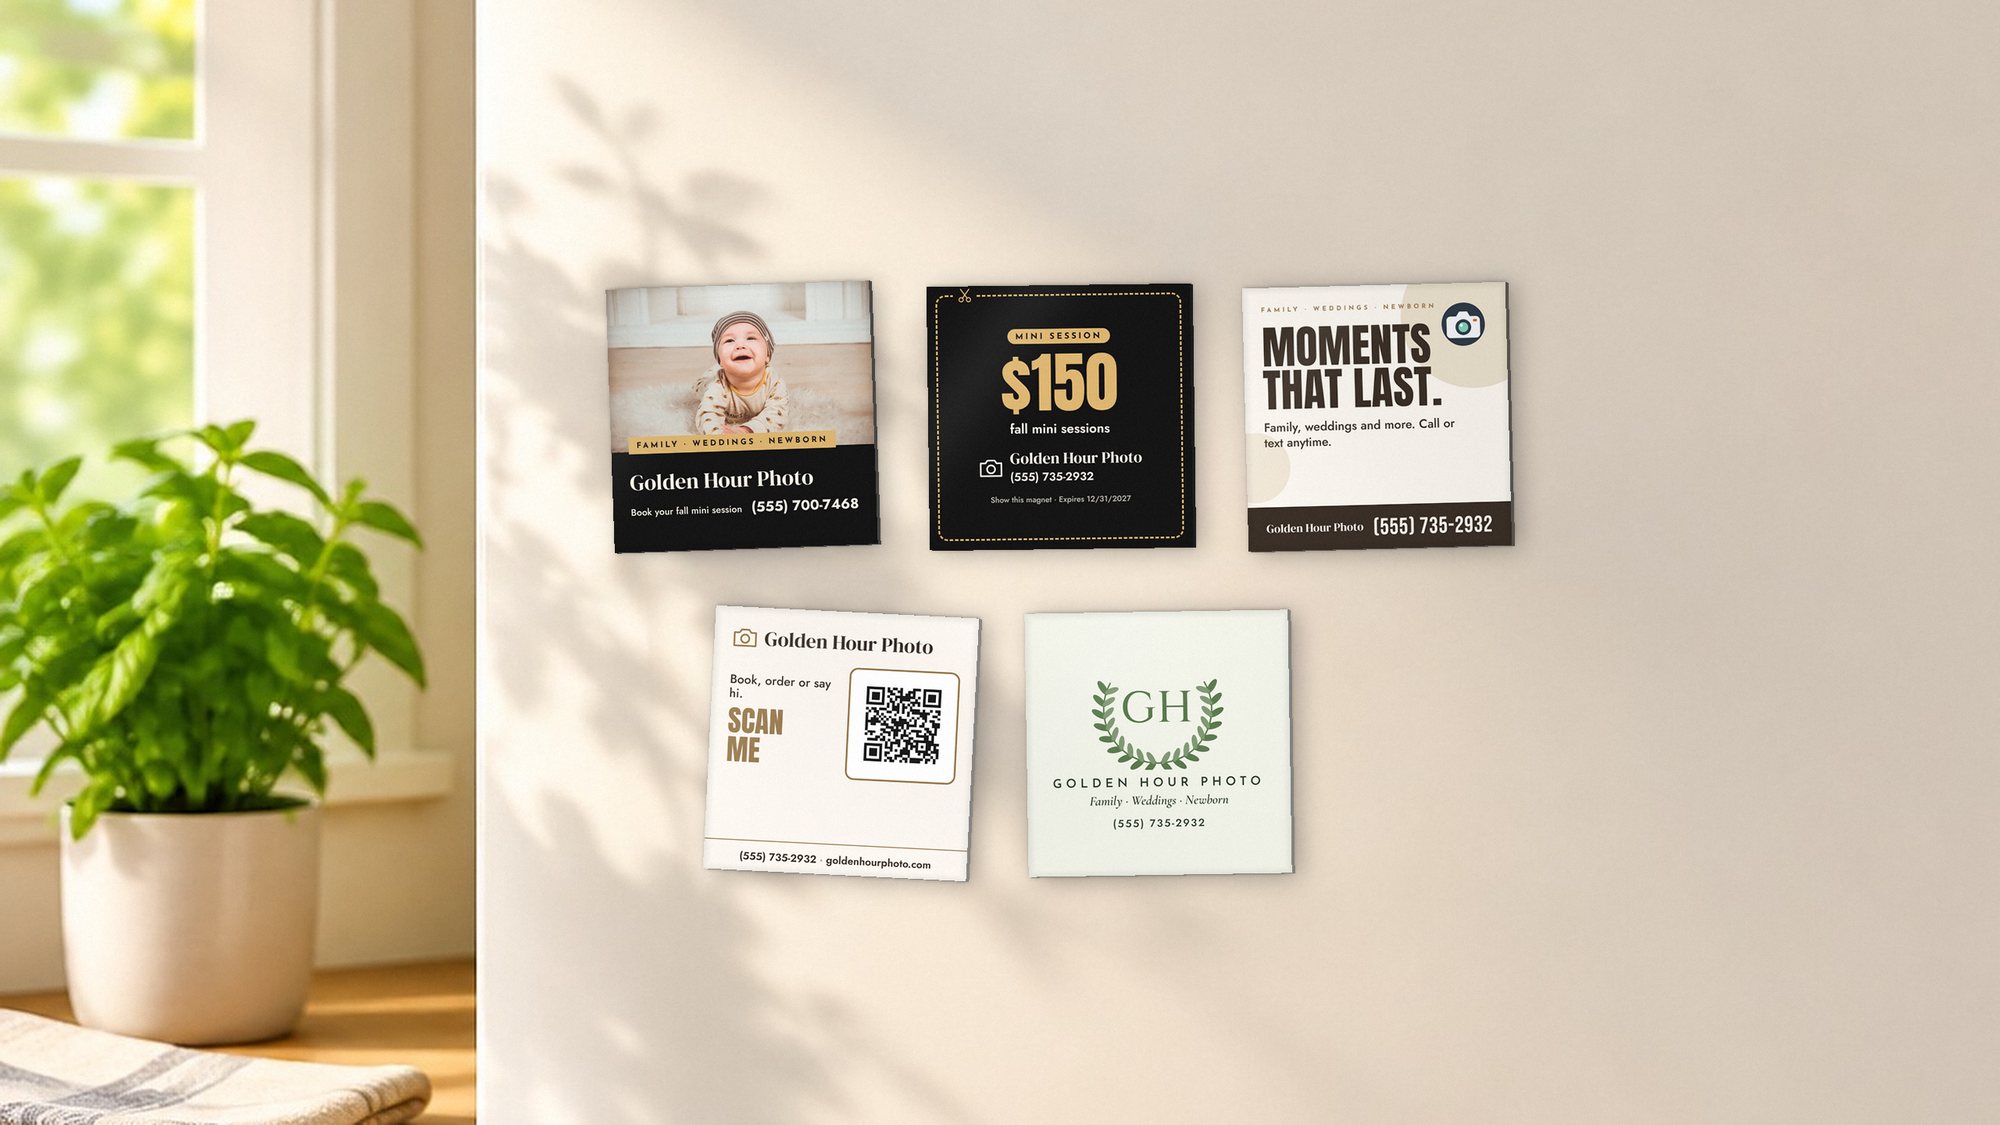 FAMILY · WEDDINGS · NEWBORN
Golden Hour Photo
Book your fall mini session (555) 700-7468
MINI SESSION
$150
fall mini sessions
Golden Hour Photo
(555) 735-2932
Show this magnet · Expires 12/31/2027
FAMILY · WEDDINGS · NEWBORN
MOMENTS
THAT LAST.
Family, weddings and more. Call or
text anytime.
Golden Hour Photo (555) 735-2932
Golden Hour Photo
Book, order or say
hi.
SCAN
ME
(555) 735-2932 · goldenhourphoto.com
GH
GOLDEN HOUR PHOTO
Family · Weddings · Newborn
(555) 735-2932